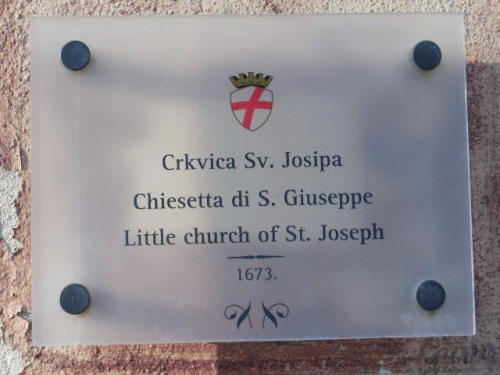 Crkvica Sv. Josipa
Chiesetta di S. Giuseppe
Little church of St. Joseph
1673.